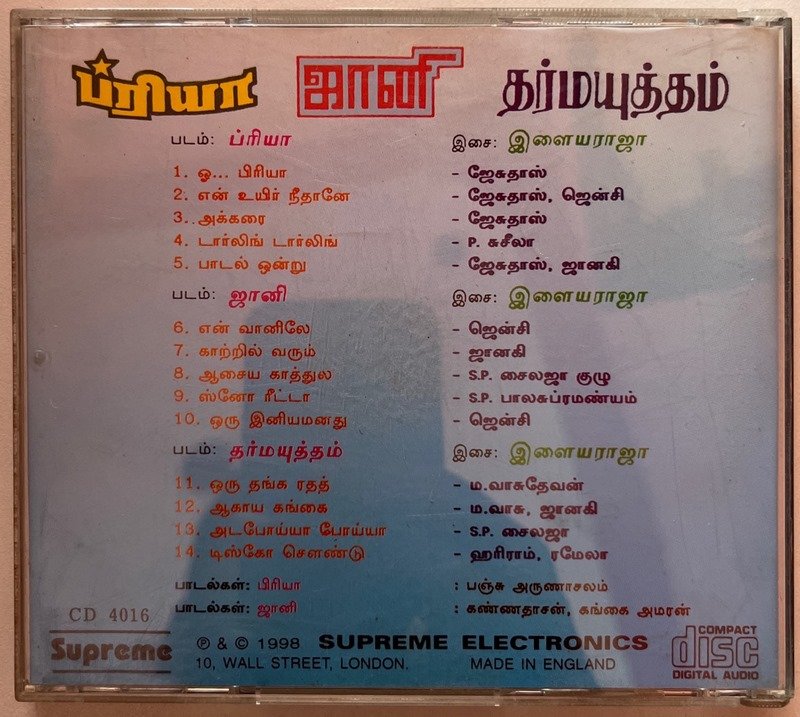 ப்ரியா ஜானி தர்மயுத்தம்
படம்: ப்ரியா இசை: இளையராஜா
1. ஓ... பிரியா - ஜேசுதாஸ்
2. என் உயிர் நீதானே - ஜேசுதாஸ், ஜென்சி
3. அக்கரை - ஜேசுதாஸ்
4. டார்லிங் டார்லிங் - P. சுசீலா
5. பாடல் ஒன்று - ஜேசுதாஸ், ஜானகி
படம்: ஜானி இசை: இளையராஜா
6. என் வானிலே - ஜென்சி
7. காற்றில் வரும் - ஜானகி
8. ஆசைய காத்துல - S.P. சைலஜா குழு
9. ஸ்னோ ரீட்டா - S.P. பாலசுப்ரமண்யம்
10. ஒரு இனியமனது - ஜென்சி
படம்: தர்மயுத்தம் இசை: இளையராஜா
11. ஒரு தங்க ரதத் - ம.வாசுதேவன்
12. ஆகாய கங்கை - ம.வாசு, ஜானகி
13. அடபோய்யா போய்யா - S.P. சைலஜா
14. டிஸ்கோ சௌண்டு - ஹரிராம், ரமேலா
பாடல்கள்: பிரியா : பஞ்சு அருணாசலம்
பாடல்கள்: ஜானி : கண்ணதாசன், கங்கை அமரன்
CD 4016
Supreme
℗ & © 1998 SUPREME ELECTRONICS
10, WALL STREET, LONDON. MADE IN ENGLAND
COMPACT
disc
DIGITAL AUDIO